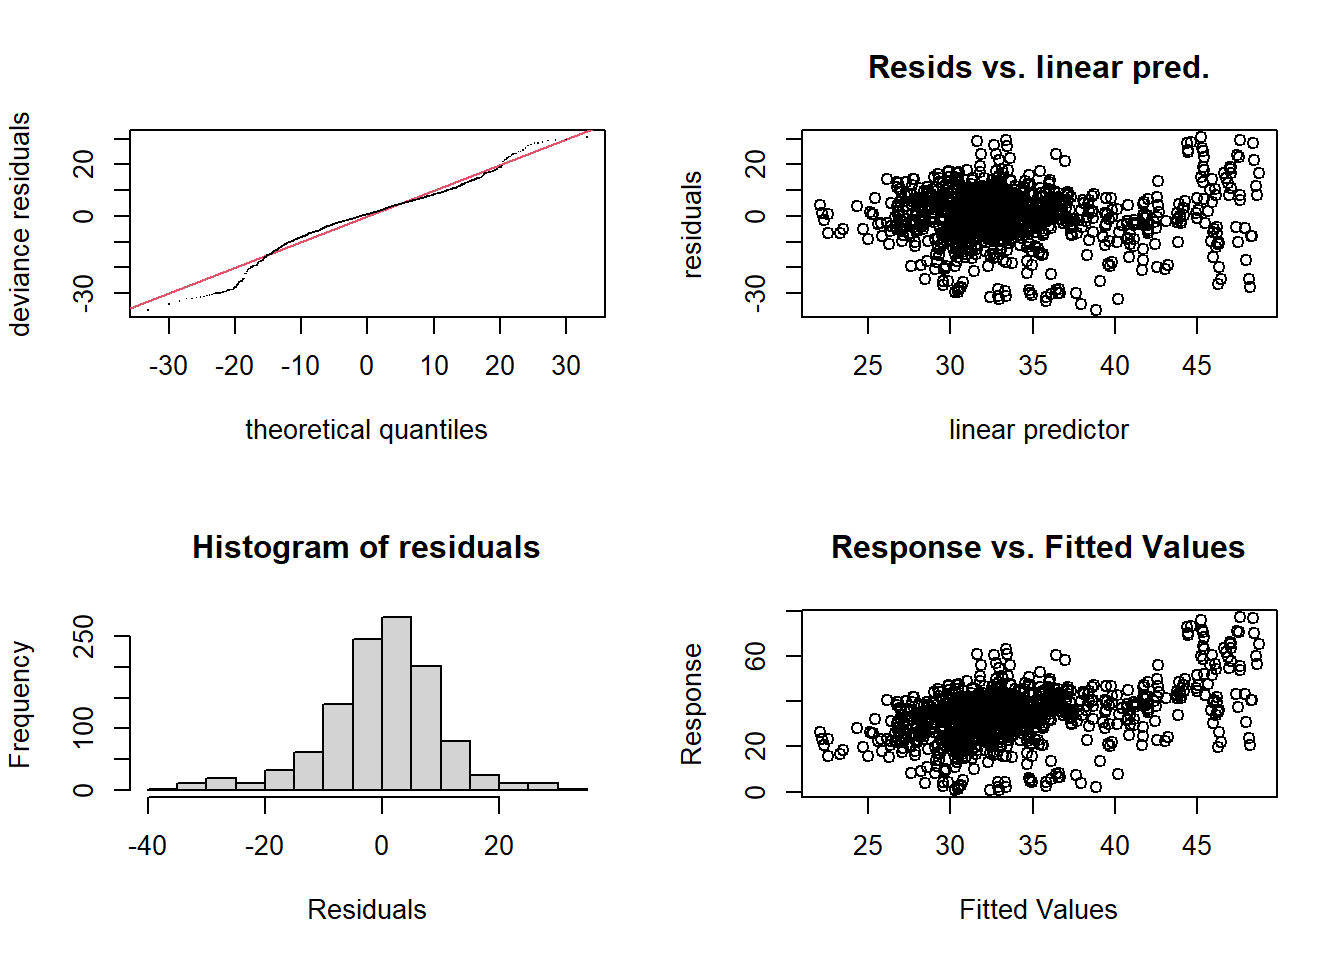 deviance residuals
-30 0 20
-30 -20 -10 0 10 20 30
theoretical quantiles
Resids vs. linear pred.
residuals
-30 0 20
25 30 35 40 45
linear predictor
Histogram of residuals
Frequency
0 100 250
-40 -20 0 20
Residuals
Response vs. Fitted Values
Response
0 20 60
25 30 35 40 45
Fitted Values